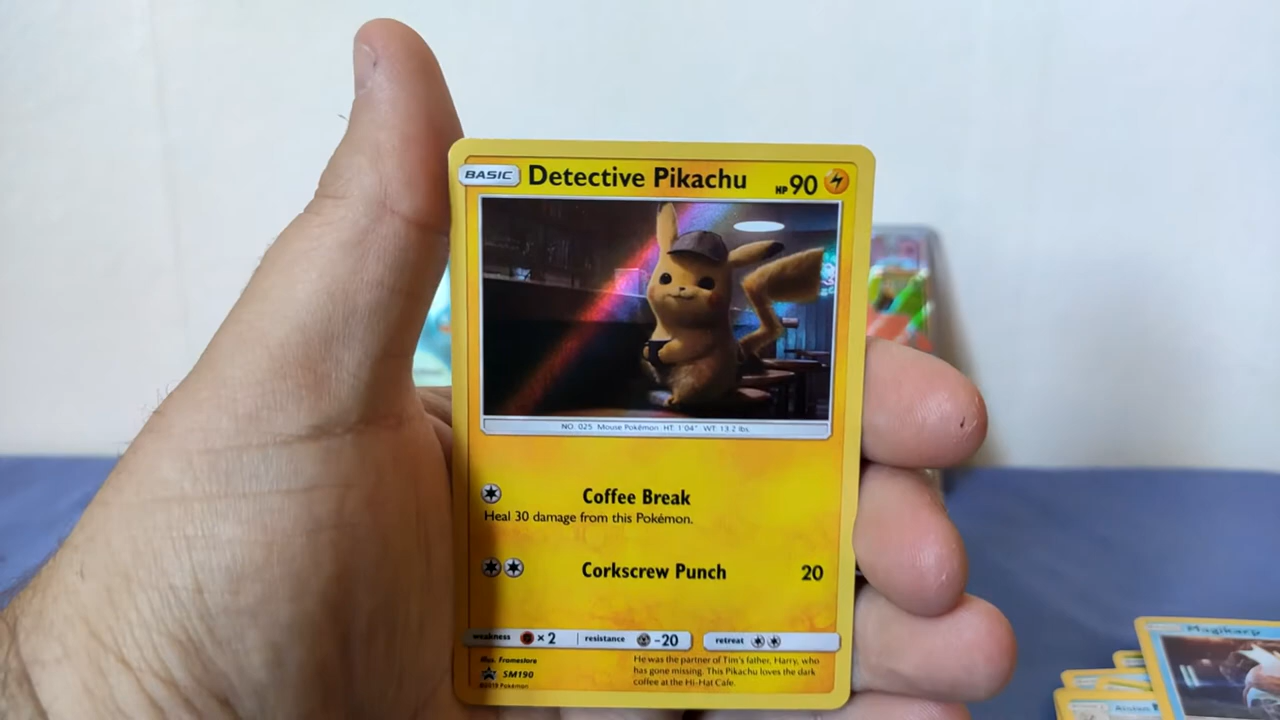 BASIC Detective Pikachu HP 90
NO. 025 Mouse Pokémon HT: 1'04" WT: 13.2 lbs.
Coffee Break
Heal 30 damage from this Pokémon.
Corkscrew Punch 20
weakness × 2 resistance -20 retreat
Illus. Framestore
SM190
©2019 Pokémon
He was the partner of Tim's father, Harry, who
has gone missing. This Pikachu loves the dark
coffee at the Hi-Hat Cafe.
Magikarp